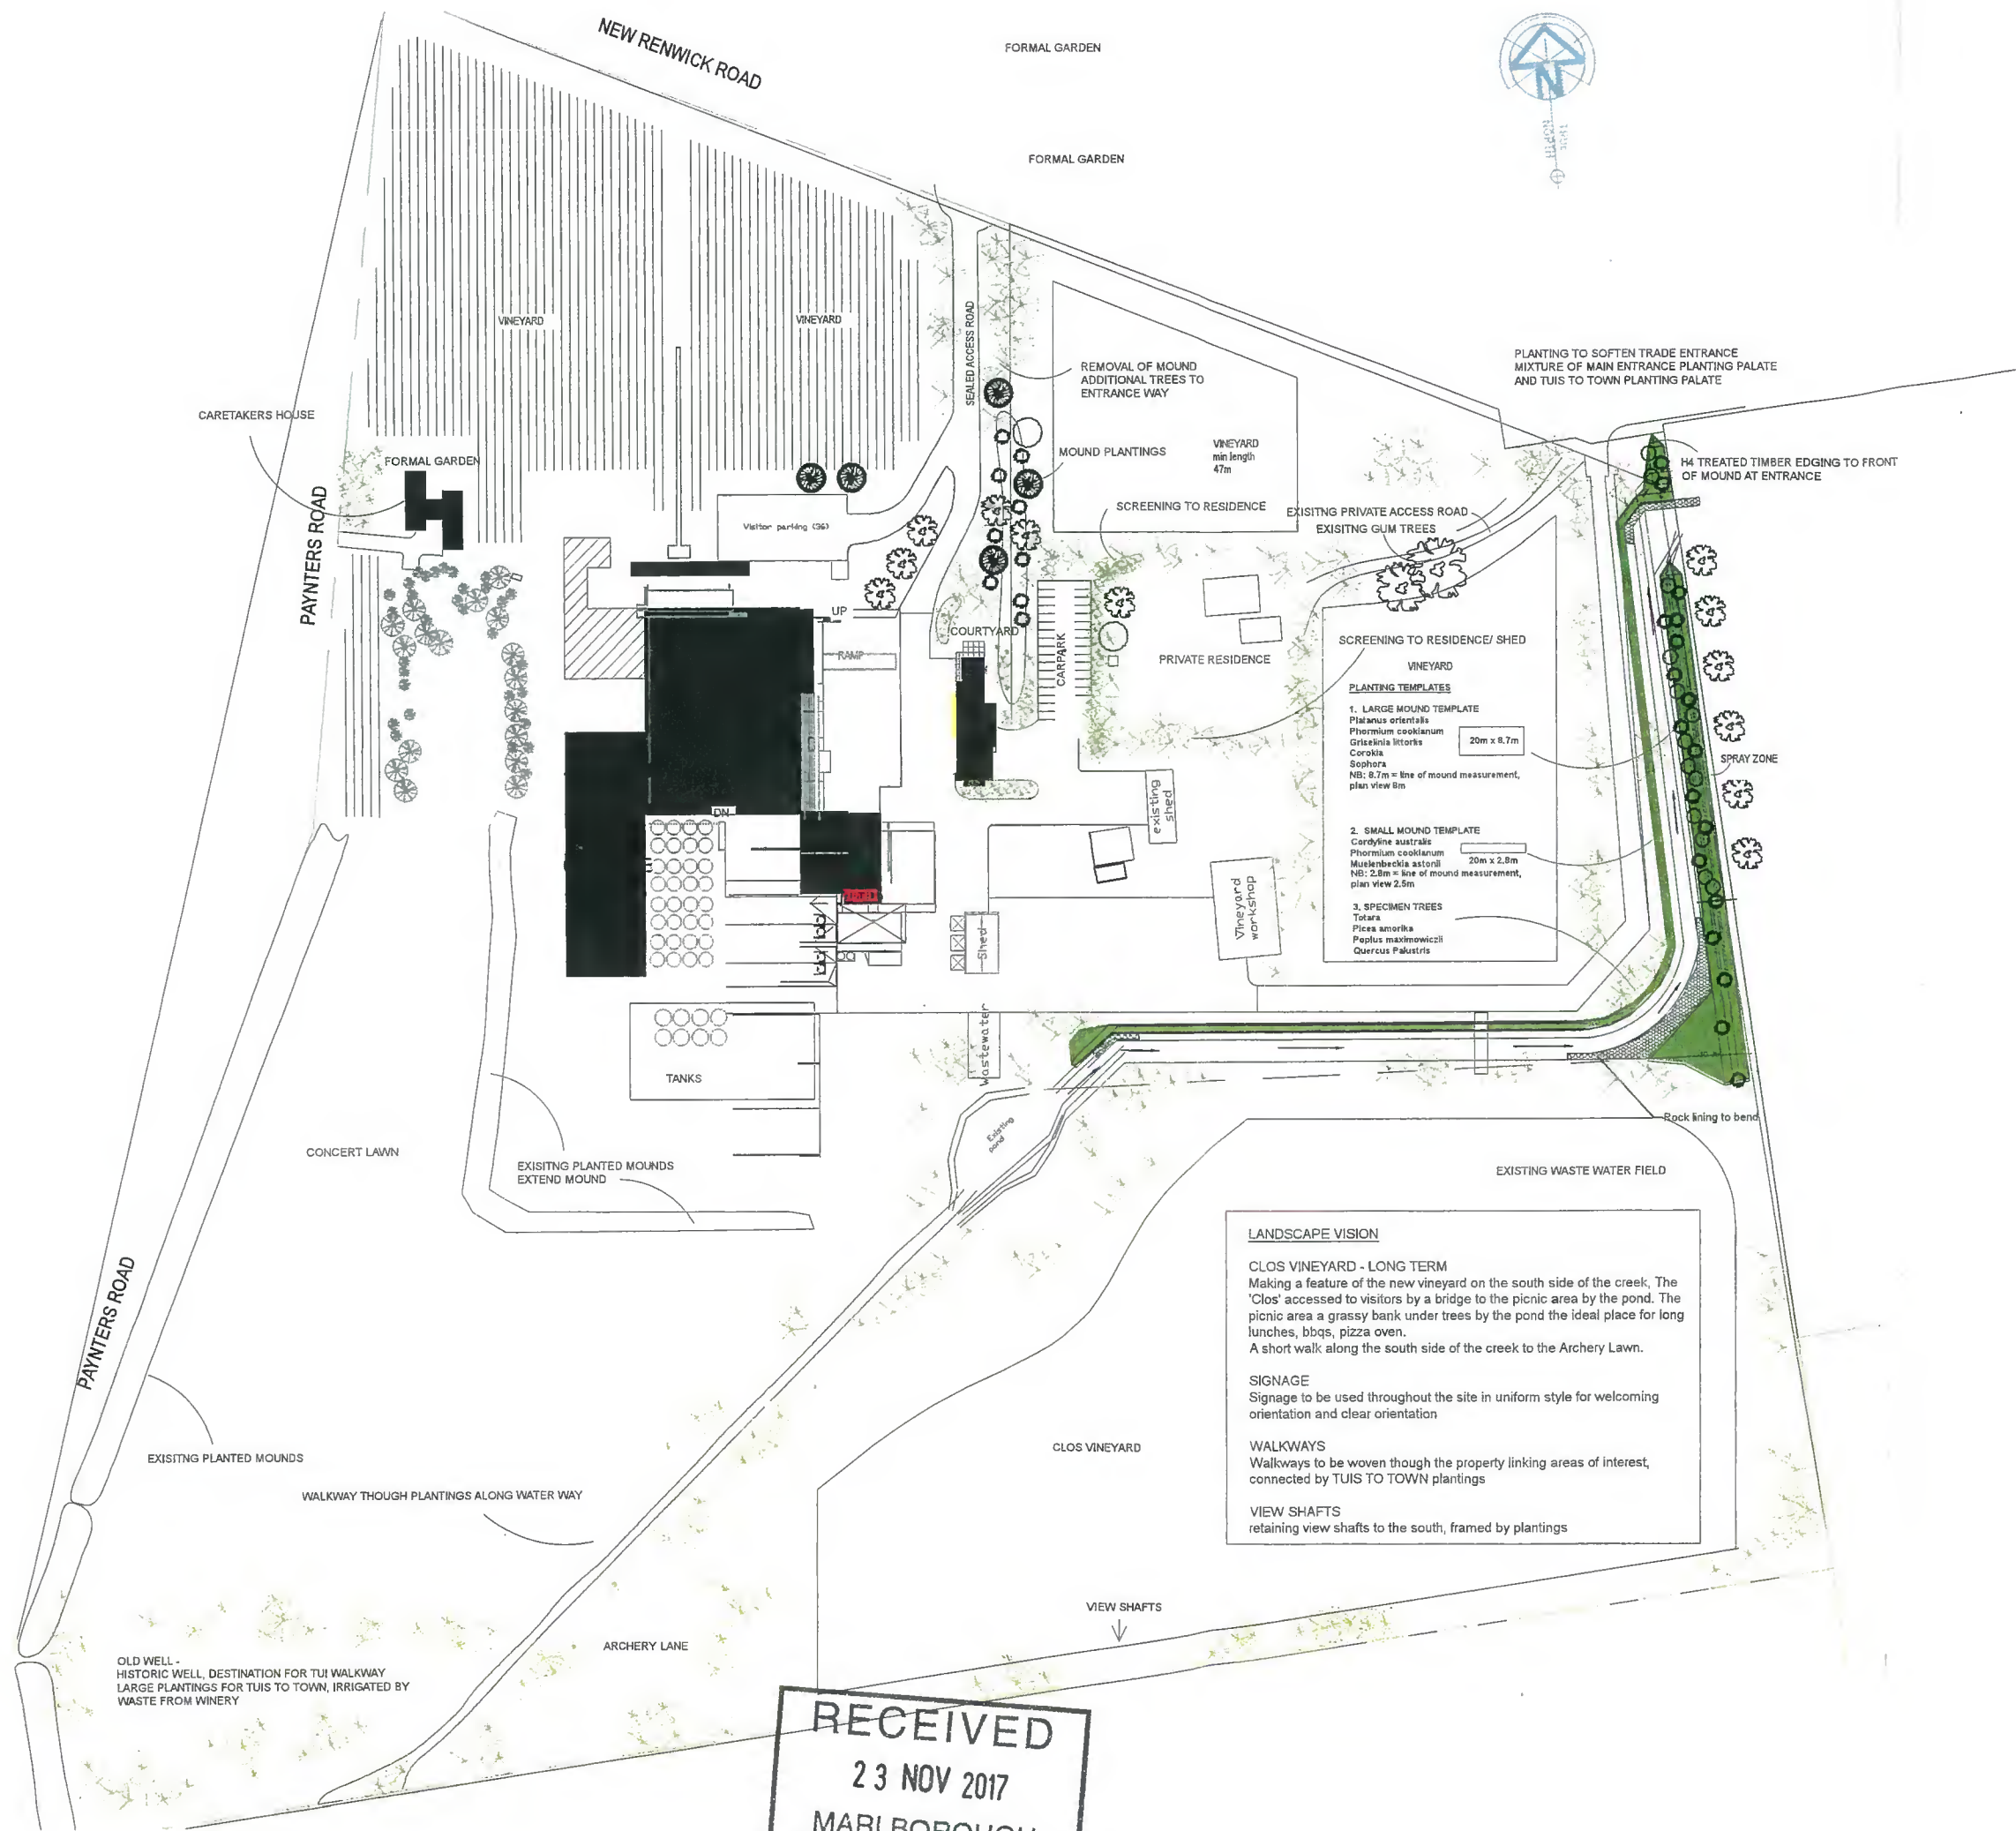 NEW RENWICK ROAD
FORMAL GARDEN
FORMAL GARDEN
N
TRUE
NORTH
VINEYARD
VINEYARD
SEALED ACCESS ROAD
REMOVAL OF MOUND
ADDITIONAL TREES TO
ENTRANCE WAY
PLANTING TO SOFTEN TRADE ENTRANCE
MIXTURE OF MAIN ENTRANCE PLANTING PALATE
AND TUIS TO TOWN PLANTING PALATE
CARETAKERS HOUSE
FORMAL GARDEN
PAYNTERS ROAD
MOUND PLANTINGS
VINEYARD
min length
47m
H4 TREATED TIMBER EDGING TO FRONT
OF MOUND AT ENTRANCE
Visitor parking (36)
SCREENING TO RESIDENCE
EXISITNG PRIVATE ACCESS ROAD
EXISITNG GUM TREES
UP
COURTYARD
RAMP
CARPARK
PRIVATE RESIDENCE
SCREENING TO RESIDENCE/ SHED
VINEYARD
PLANTING TEMPLATES
1. LARGE MOUND TEMPLATE
Platanus orientalis
Phormium cookianum
Griselinia littorlis
Corokia
Sophora
NB: 8.7m = line of mound measurement,
plan view 8m
20m x 8.7m
SPRAY ZONE
2. SMALL MOUND TEMPLATE
Cordyline australis
Phormium cookianum
Muelenbeckia astonii
NB: 2.8m = line of mound measurement,
plan view 2.5m
20m x 2.8m
3. SPECIMEN TREES
Totara
Picea amorika
Poplus maximowiczii
Quercus Palustris
DN
existing
shed
Vineyard
workshop
Shed
wastewater
TANKS
Existing
pond
Rock lining to bend
CONCERT LAWN
EXISITNG PLANTED MOUNDS
EXTEND MOUND
EXISTING WASTE WATER FIELD
LANDSCAPE VISION
CLOS VINEYARD - LONG TERM
Making a feature of the new vineyard on the south side of the creek, The
'Clos' accessed to visitors by a bridge to the picnic area by the pond. The
picnic area a grassy bank under trees by the pond the ideal place for long
lunches, bbqs, pizza oven.
A short walk along the south side of the creek to the Archery Lawn.
SIGNAGE
Signage to be used throughout the site in uniform style for welcoming
orientation and clear orientation
WALKWAYS
Walkways to be woven though the property linking areas of interest,
connected by TUIS TO TOWN plantings
VIEW SHAFTS
retaining view shafts to the south, framed by plantings
PAYNTERS ROAD
EXISITNG PLANTED MOUNDS
CLOS VINEYARD
WALKWAY THOUGH PLANTINGS ALONG WATER WAY
VIEW SHAFTS
ARCHERY LANE
OLD WELL -
HISTORIC WELL, DESTINATION FOR TUI WALKWAY
LARGE PLANTINGS FOR TUIS TO TOWN, IRRIGATED BY
WASTE FROM WINERY
RECEIVED
23 NOV 2017
MARLBOROUGH